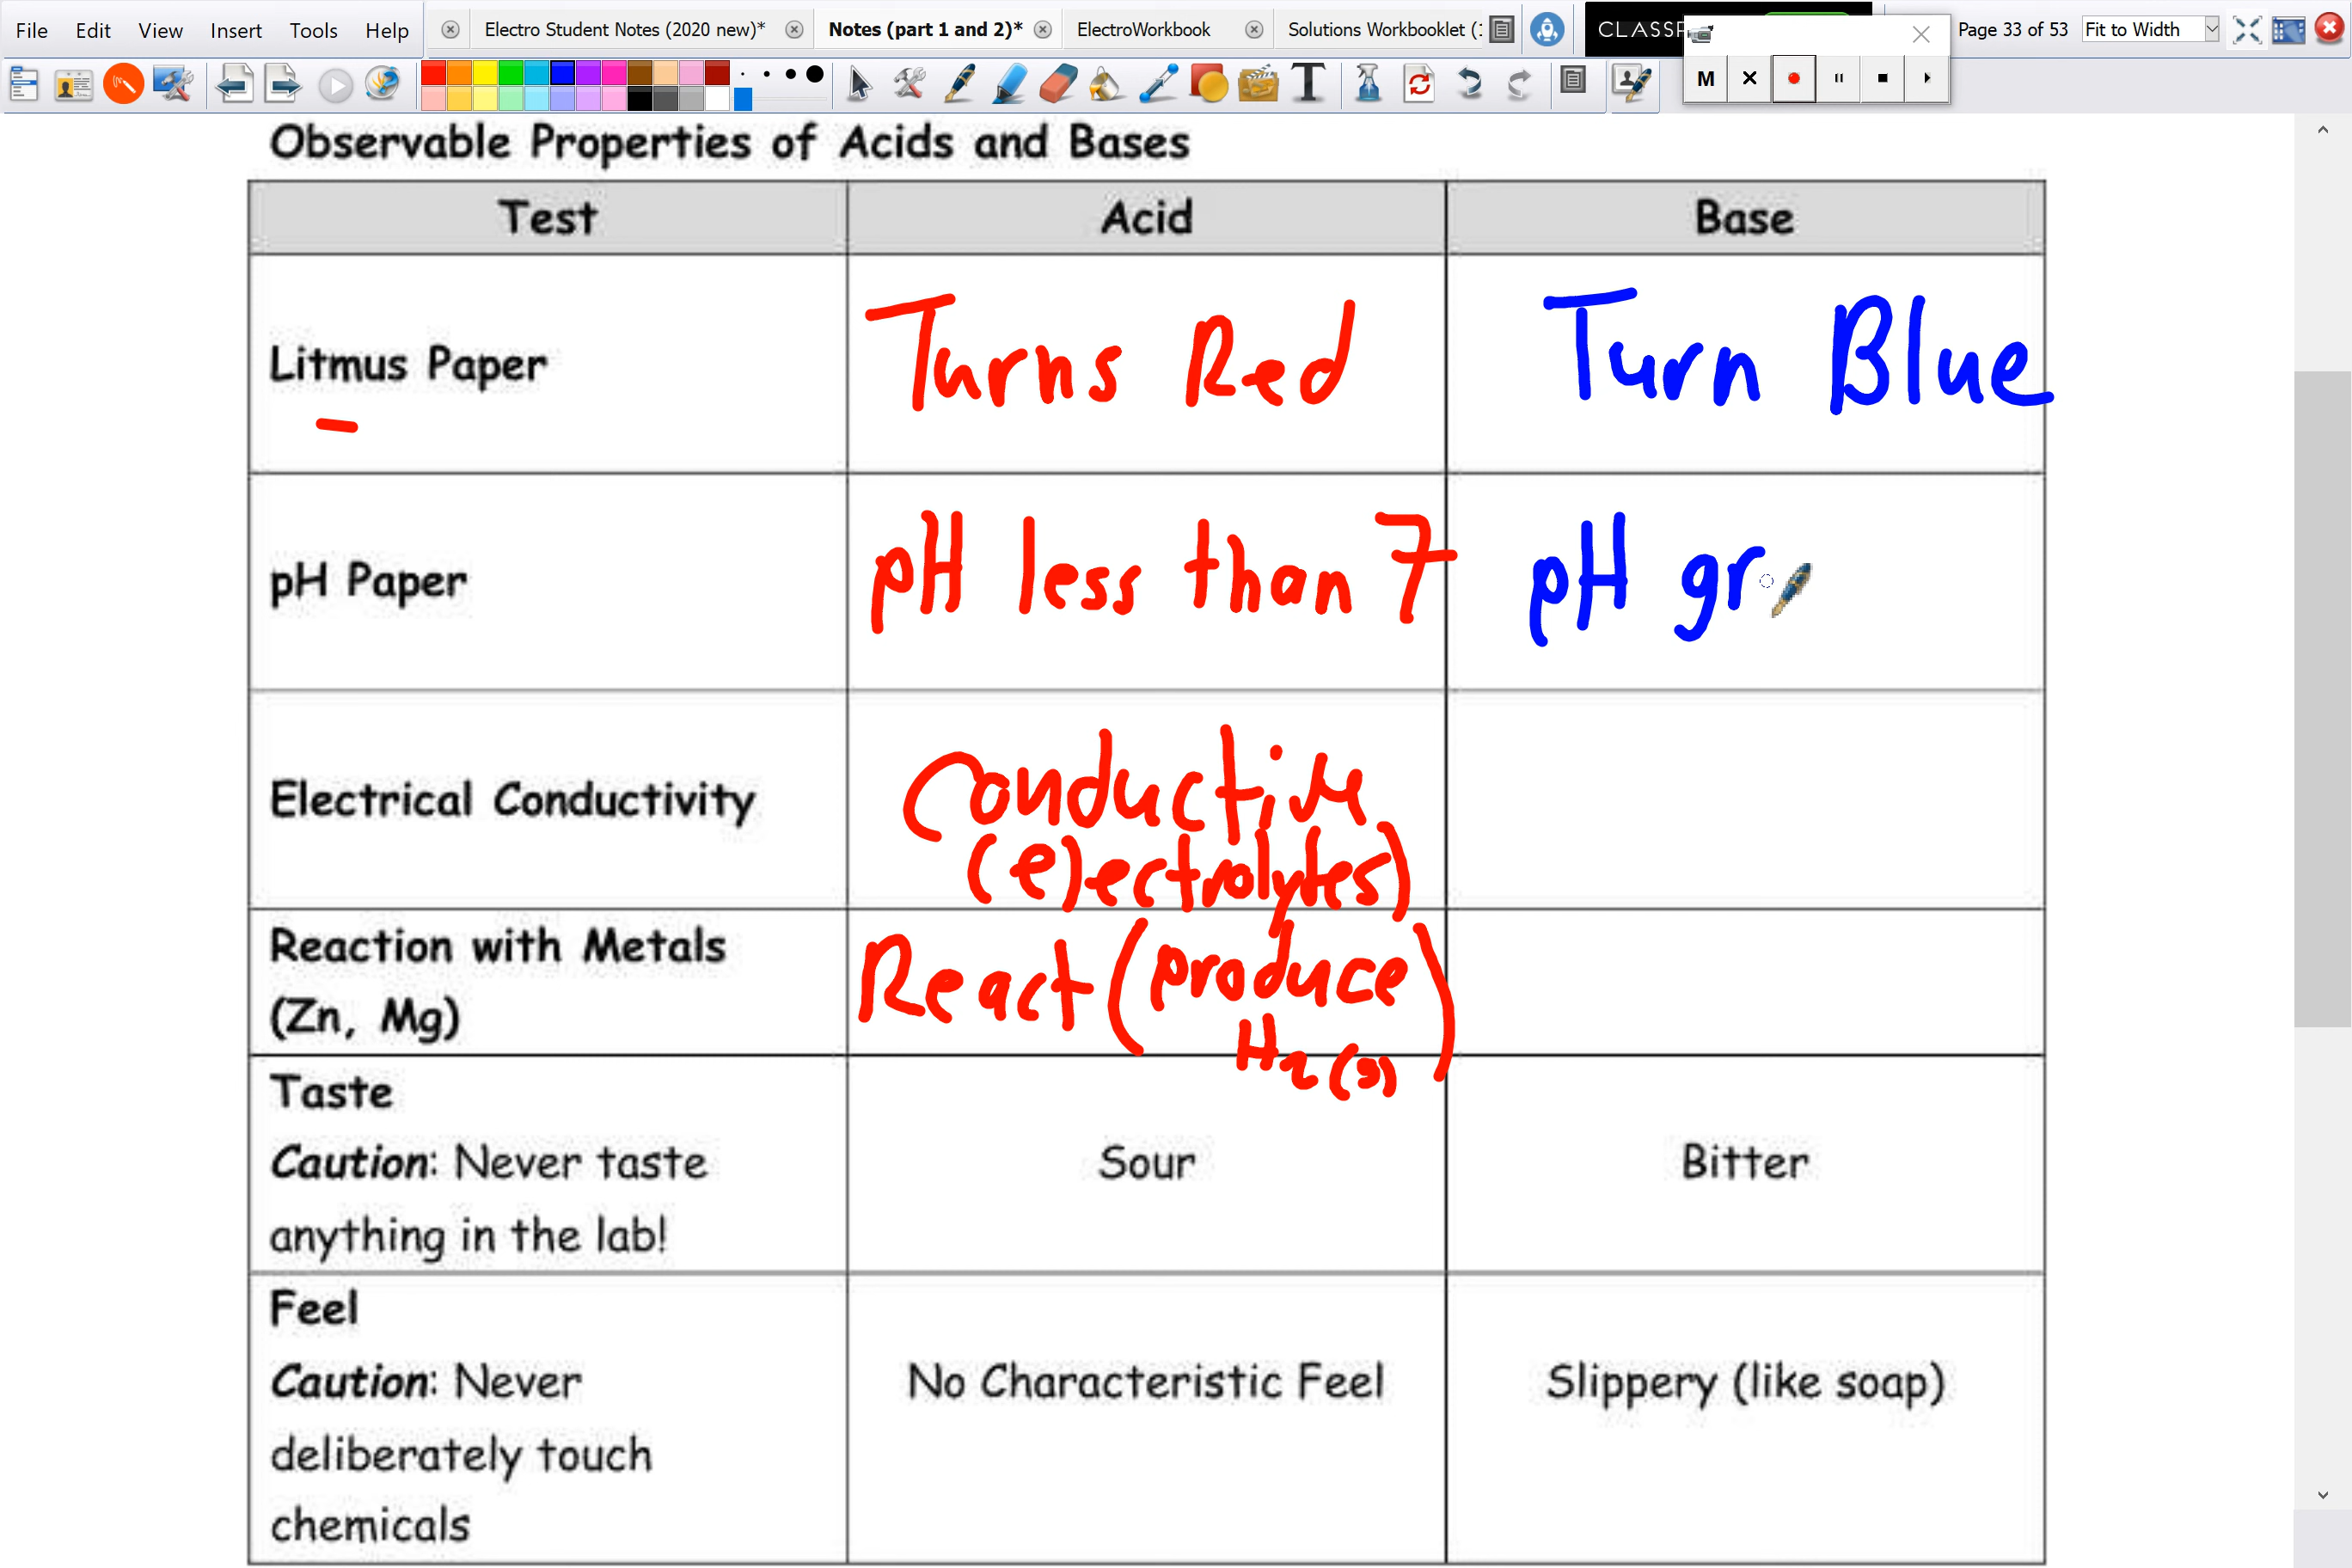 File Edit View Insert Tools Help
Electro Student Notes (2020 new)* Notes (part 1 and 2)* ElectroWorkbook Solutions Workbooklet (
CLASS
Page 33 of 53 Fit to Width
M
T
Observable Properties of Acids and Bases
Test Acid Base
Litmus Paper Turns Red Turn Blue
pH Paper pH less than 7 pH gr
Electrical Conductivity Conductive
(electrolytes)
Reaction with Metals React (produce
(Zn, Mg) H2(g))
Taste
Caution: Never taste Sour Bitter
anything in the lab!
Feel
Caution: Never No Characteristic Feel Slippery (like soap)
deliberately touch
chemicals